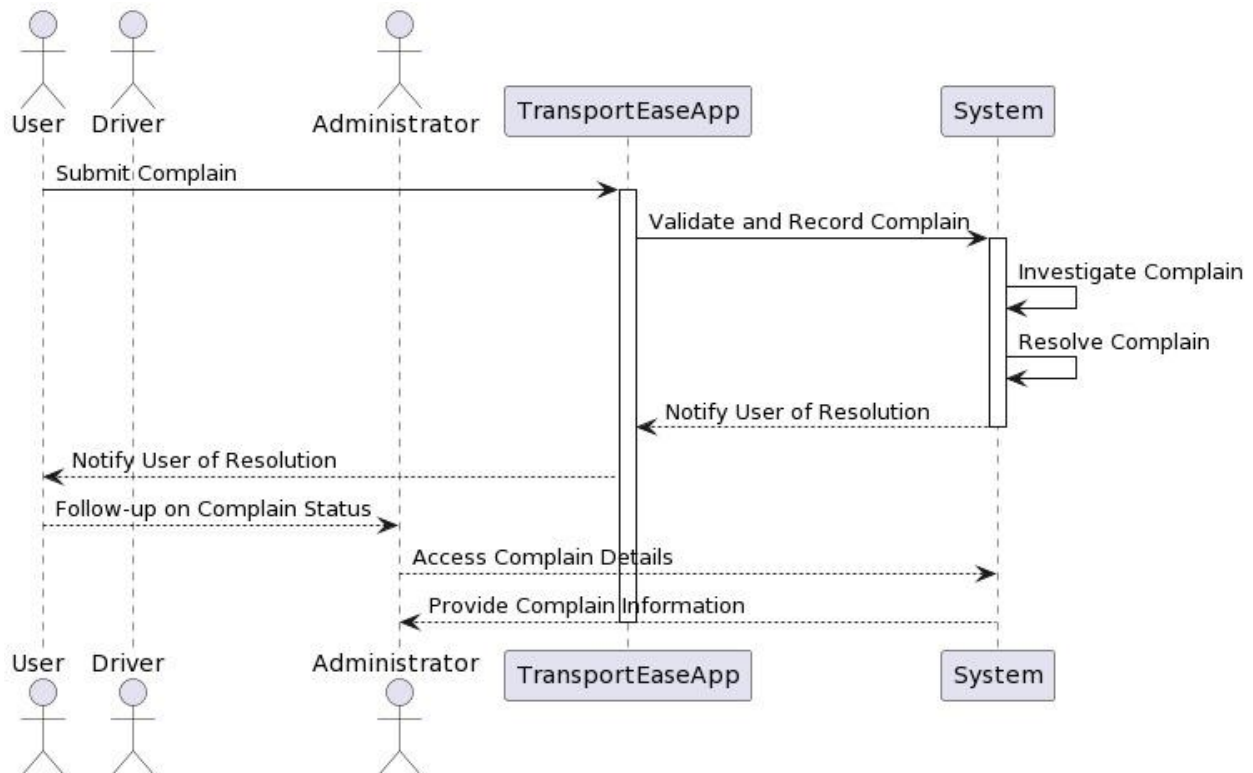 User Driver Administrator TransportEaseApp System
Submit Complain
Validate and Record Complain
Investigate Complain
Resolve Complain
Notify User of Resolution
Notify User of Resolution
Follow-up on Complain Status
Access Complain Details
Provide Complain Information
User Driver Administrator TransportEaseApp System